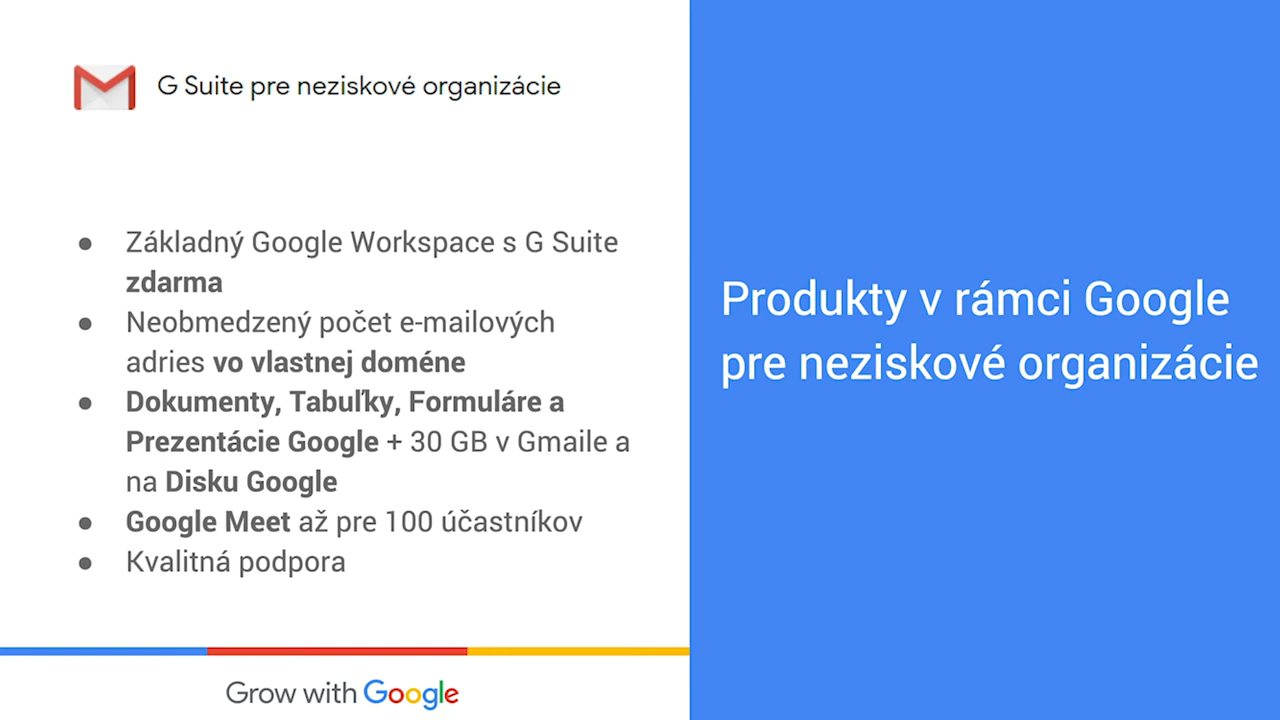 G Suite pre neziskové organizácie
● Základný Google Workspace s G Suite
zdarma
● Neobmedzený počet e-mailových
adries vo vlastnej doméne
● Dokumenty, Tabuľky, Formuláre a
Prezentácie Google + 30 GB v Gmaile a
na Disku Google
● Google Meet až pre 100 účastníkov
● Kvalitná podpora
Grow with Google
Produkty v rámci Google
pre neziskové organizácie